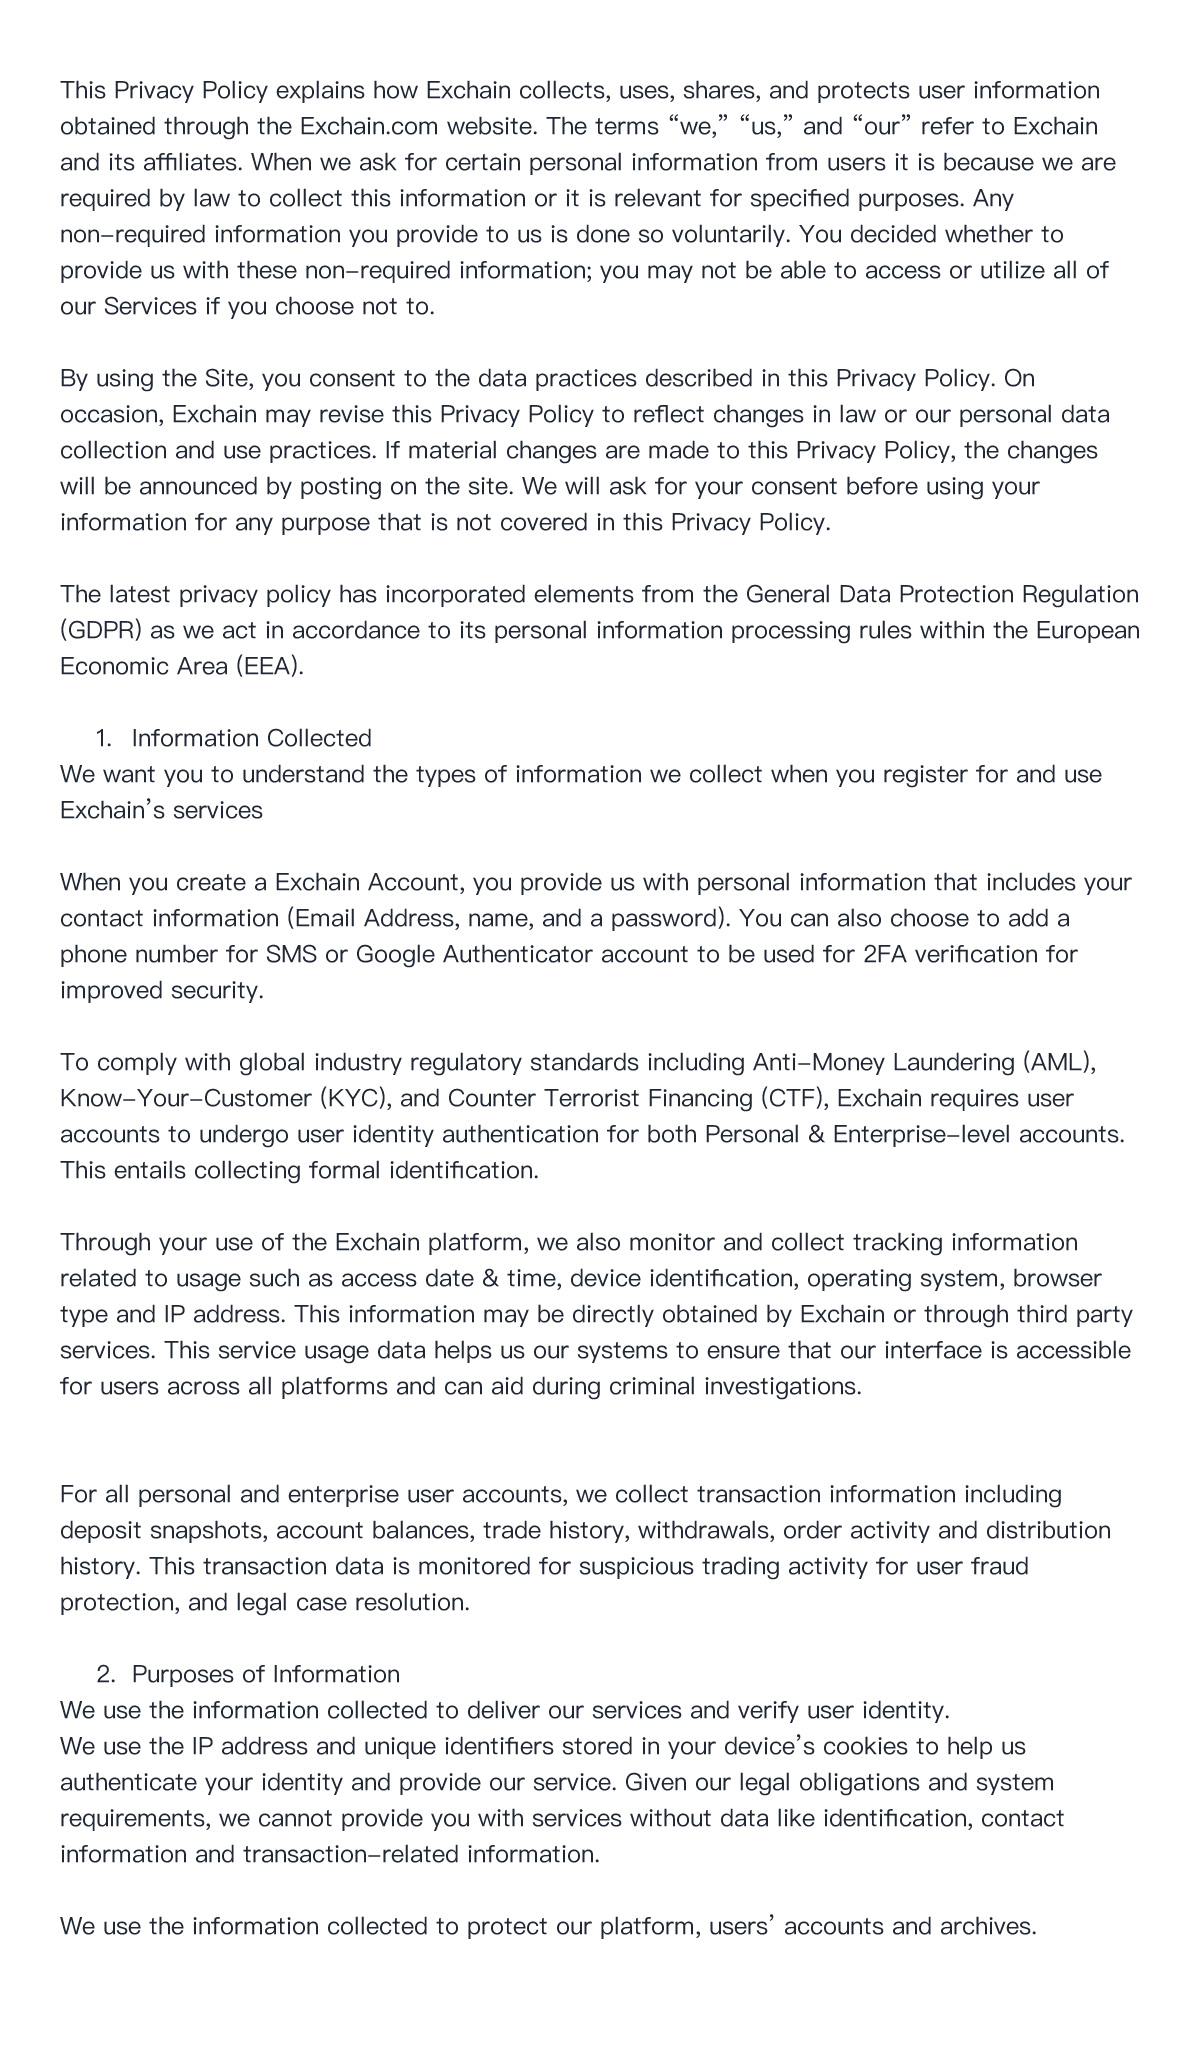 This Privacy Policy explains how Exchain collects, uses, shares, and protects user information
obtained through the Exchain.com website. The terms “we,” “us,” and “our” refer to Exchain
and its affiliates. When we ask for certain personal information from users it is because we are
required by law to collect this information or it is relevant for specified purposes. Any
non-required information you provide to us is done so voluntarily. You decided whether to
provide us with these non-required information; you may not be able to access or utilize all of
our Services if you choose not to.

By using the Site, you consent to the data practices described in this Privacy Policy. On
occasion, Exchain may revise this Privacy Policy to reflect changes in law or our personal data
collection and use practices. If material changes are made to this Privacy Policy, the changes
will be announced by posting on the site. We will ask for your consent before using your
information for any purpose that is not covered in this Privacy Policy.

The latest privacy policy has incorporated elements from the General Data Protection Regulation
(GDPR) as we act in accordance to its personal information processing rules within the European
Economic Area (EEA).

1. Information Collected
We want you to understand the types of information we collect when you register for and use
Exchain’s services

When you create a Exchain Account, you provide us with personal information that includes your
contact information (Email Address, name, and a password). You can also choose to add a
phone number for SMS or Google Authenticator account to be used for 2FA verification for
improved security.

To comply with global industry regulatory standards including Anti-Money Laundering (AML),
Know-Your-Customer (KYC), and Counter Terrorist Financing (CTF), Exchain requires user
accounts to undergo user identity authentication for both Personal & Enterprise-level accounts.
This entails collecting formal identification.

Through your use of the Exchain platform, we also monitor and collect tracking information
related to usage such as access date & time, device identification, operating system, browser
type and IP address. This information may be directly obtained by Exchain or through third party
services. This service usage data helps us our systems to ensure that our interface is accessible
for users across all platforms and can aid during criminal investigations.

For all personal and enterprise user accounts, we collect transaction information including
deposit snapshots, account balances, trade history, withdrawals, order activity and distribution
history. This transaction data is monitored for suspicious trading activity for user fraud
protection, and legal case resolution.

2. Purposes of Information
We use the information collected to deliver our services and verify user identity.
We use the IP address and unique identifiers stored in your device’s cookies to help us
authenticate your identity and provide our service. Given our legal obligations and system
requirements, we cannot provide you with services without data like identification, contact
information and transaction-related information.

We use the information collected to protect our platform, users’ accounts and archives.